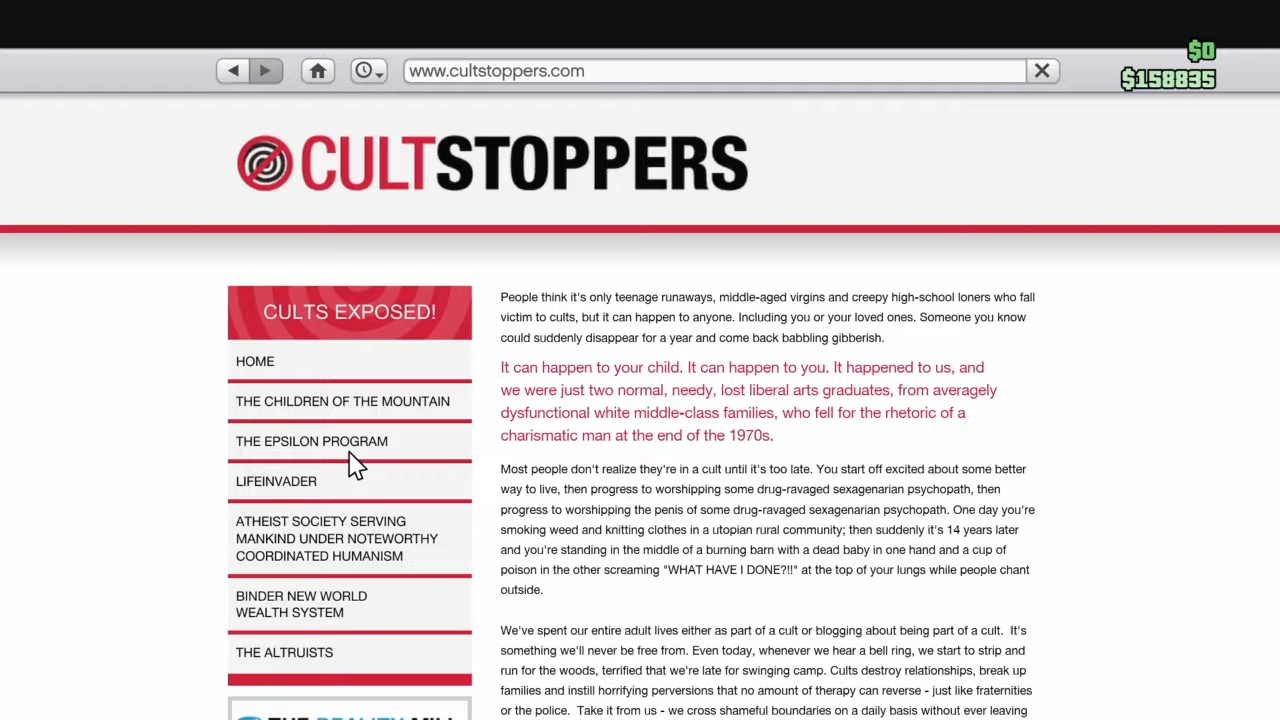 $0
www.cultstoppers.com
$158835
CULTSTOPPERS
CULTS EXPOSED!
HOME
THE CHILDREN OF THE MOUNTAIN
THE EPSILON PROGRAM
LIFEINVADER
ATHEIST SOCIETY SERVING
MANKIND UNDER NOTEWORTHY
COORDINATED HUMANISM
BINDER NEW WORLD
WEALTH SYSTEM
THE ALTRUISTS
THE REALITY MILL
People think it's only teenage runaways, middle-aged virgins and creepy high-school loners who fall
victim to cults, but it can happen to anyone. Including you or your loved ones. Someone you know
could suddenly disappear for a year and come back babbling gibberish.
It can happen to your child. It can happen to you. It happened to us, and
we were just two normal, needy, lost liberal arts graduates, from averagely
dysfunctional white middle-class families, who fell for the rhetoric of a
charismatic man at the end of the 1970s.
Most people don't realize they're in a cult until it's too late. You start off excited about some better
way to live, then progress to worshipping some drug-ravaged sexagenarian psychopath, then
progress to worshipping the penis of some drug-ravaged sexagenarian psychopath. One day you're
smoking weed and knitting clothes in a utopian rural community; then suddenly it's 14 years later
and you're standing in the middle of a burning barn with a dead baby in one hand and a cup of
poison in the other screaming "WHAT HAVE I DONE?!!" at the top of your lungs while people chant
outside.
We've spent our entire adult lives either as part of a cult or blogging about being part of a cult. It's
something we'll never be free from. Even today, whenever we hear a bell ring, we start to strip and
run for the woods, terrified that we're late for swinging camp. Cults destroy relationships, break up
families and instill horrifying perversions that no amount of therapy can reverse - just like fraternities
or the police. Take it from us - we cross shameful boundaries on a daily basis without ever leaving